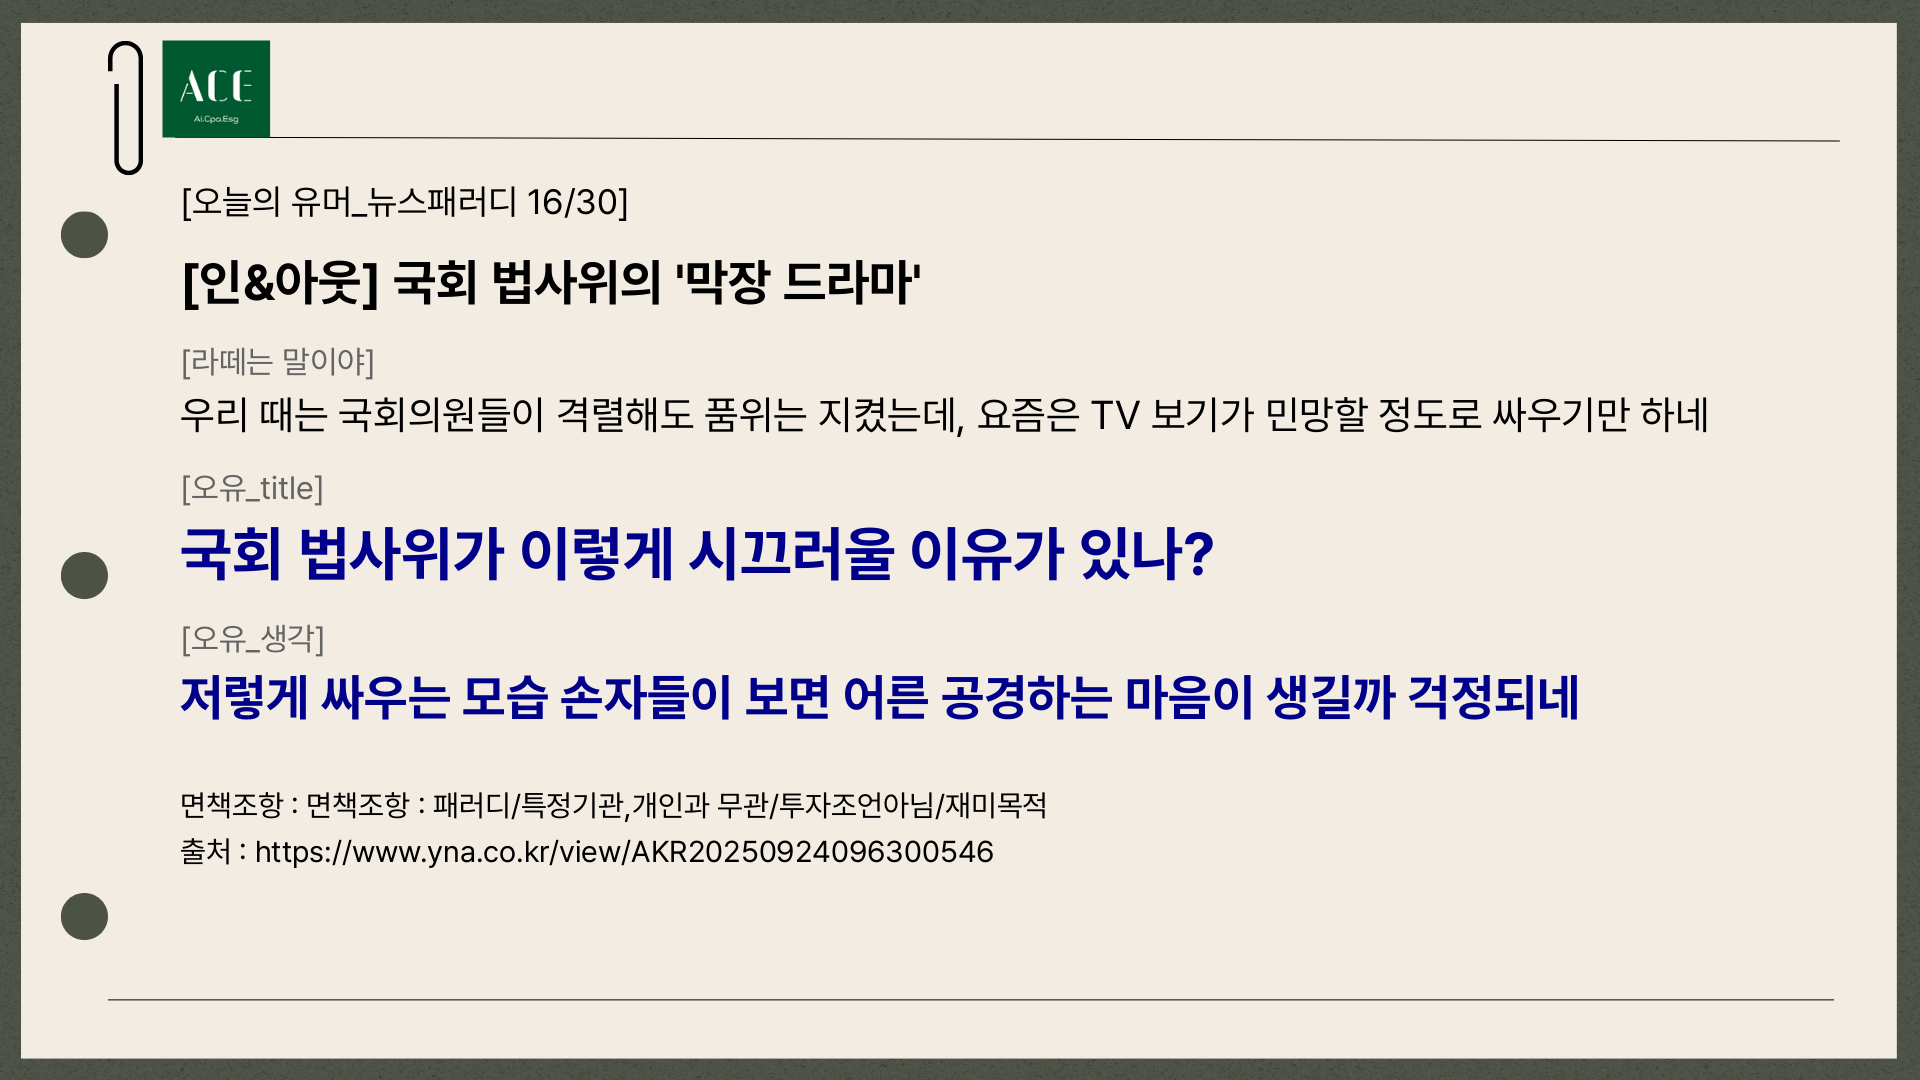 ACE
Ai.Cpa.Esg
[오늘의 유머_뉴스패러디 16/30]
[인&아웃] 국회 법사위의 '막장 드라마'
[라떼는 말이야]
우리 때는 국회의원들이 격렬해도 품위는 지켰는데, 요즘은 TV 보기가 민망할 정도로 싸우기만 하네
[오유_title]
국회 법사위가 이렇게 시끄러울 이유가 있나?
[오유_생각]
저렇게 싸우는 모습 손자들이 보면 어른 공경하는 마음이 생길까 걱정되네
면책조항 : 면책조항 : 패러디/특정기관,개인과 무관/투자조언아님/재미목적
출처 : https://www.yna.co.kr/view/AKR20250924096300546